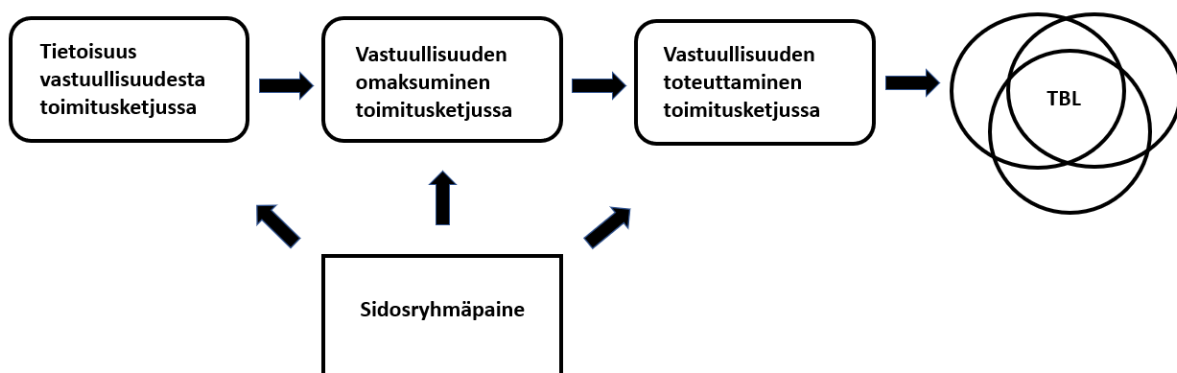 Tietoisuus
vastuullisuudesta
toimitusketjussa
Vastuullisuuden
omaksuminen
toimitusketjussa
Vastuullisuuden
toteuttaminen
toimitusketjussa
TBL
Sidosryhmäpaine